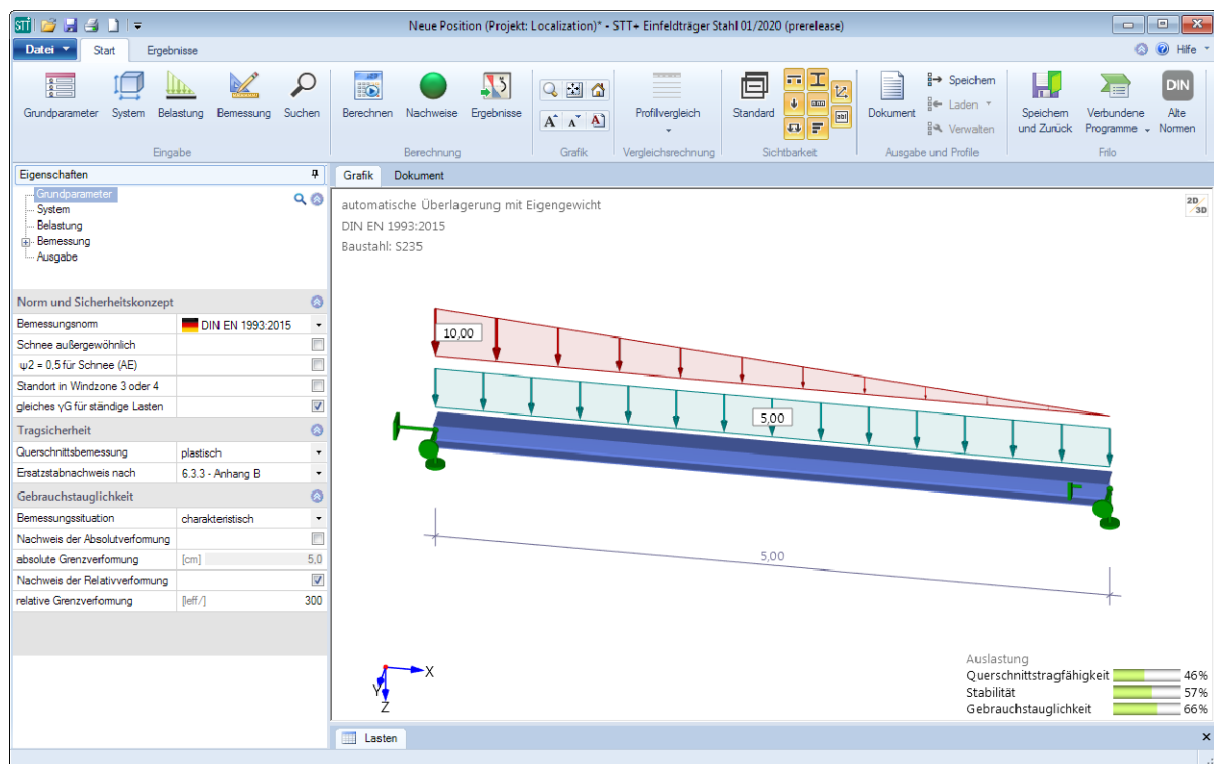 STT
Neue Position (Projekt: Localization)* - STT+ Einfeldträger Stahl 01/2020 (prerelease)
Datei Start Ergebnisse Hilfe
Grundparameter System Belastung Bemessung Suchen Berechnen Nachweise Ergebnisse Profilvergleich Standard Dokument Speichern Laden Verwalten Speichern und Zurück Verbundene Programme DIN Alte Normen
Eingabe Berechnung Grafik Vergleichsrechnung Sichtbarkeit Ausgabe und Profile Frilo
Eigenschaften
Grundparameter
System
Belastung
Bemessung
Ausgabe
Norm und Sicherheitskonzept
Bemessungsnorm DIN EN 1993:2015
Schnee außergewöhnlich
ψ2 = 0,5 für Schnee (AE)
Standort in Windzone 3 oder 4
gleiches γG für ständige Lasten
Tragsicherheit
Querschnittsbemessung plastisch
Ersatzstabnachweis nach 6.3.3 - Anhang B
Gebrauchstauglichkeit
Bemessungssituation charakteristisch
Nachweis der Absolutverformung
absolute Grenzverformung [cm] 5,0
Nachweis der Relativverformung
relative Grenzverformung [leff/] 300
Grafik Dokument
automatische Überlagerung mit Eigengewicht
DIN EN 1993:2015
Baustahl: S235
2D/3D
10,00
5,00
5,00
X
Y
Z
Auslastung
Querschnittstragfähigkeit 46%
Stabilität 57%
Gebrauchstauglichkeit 66%
Lasten